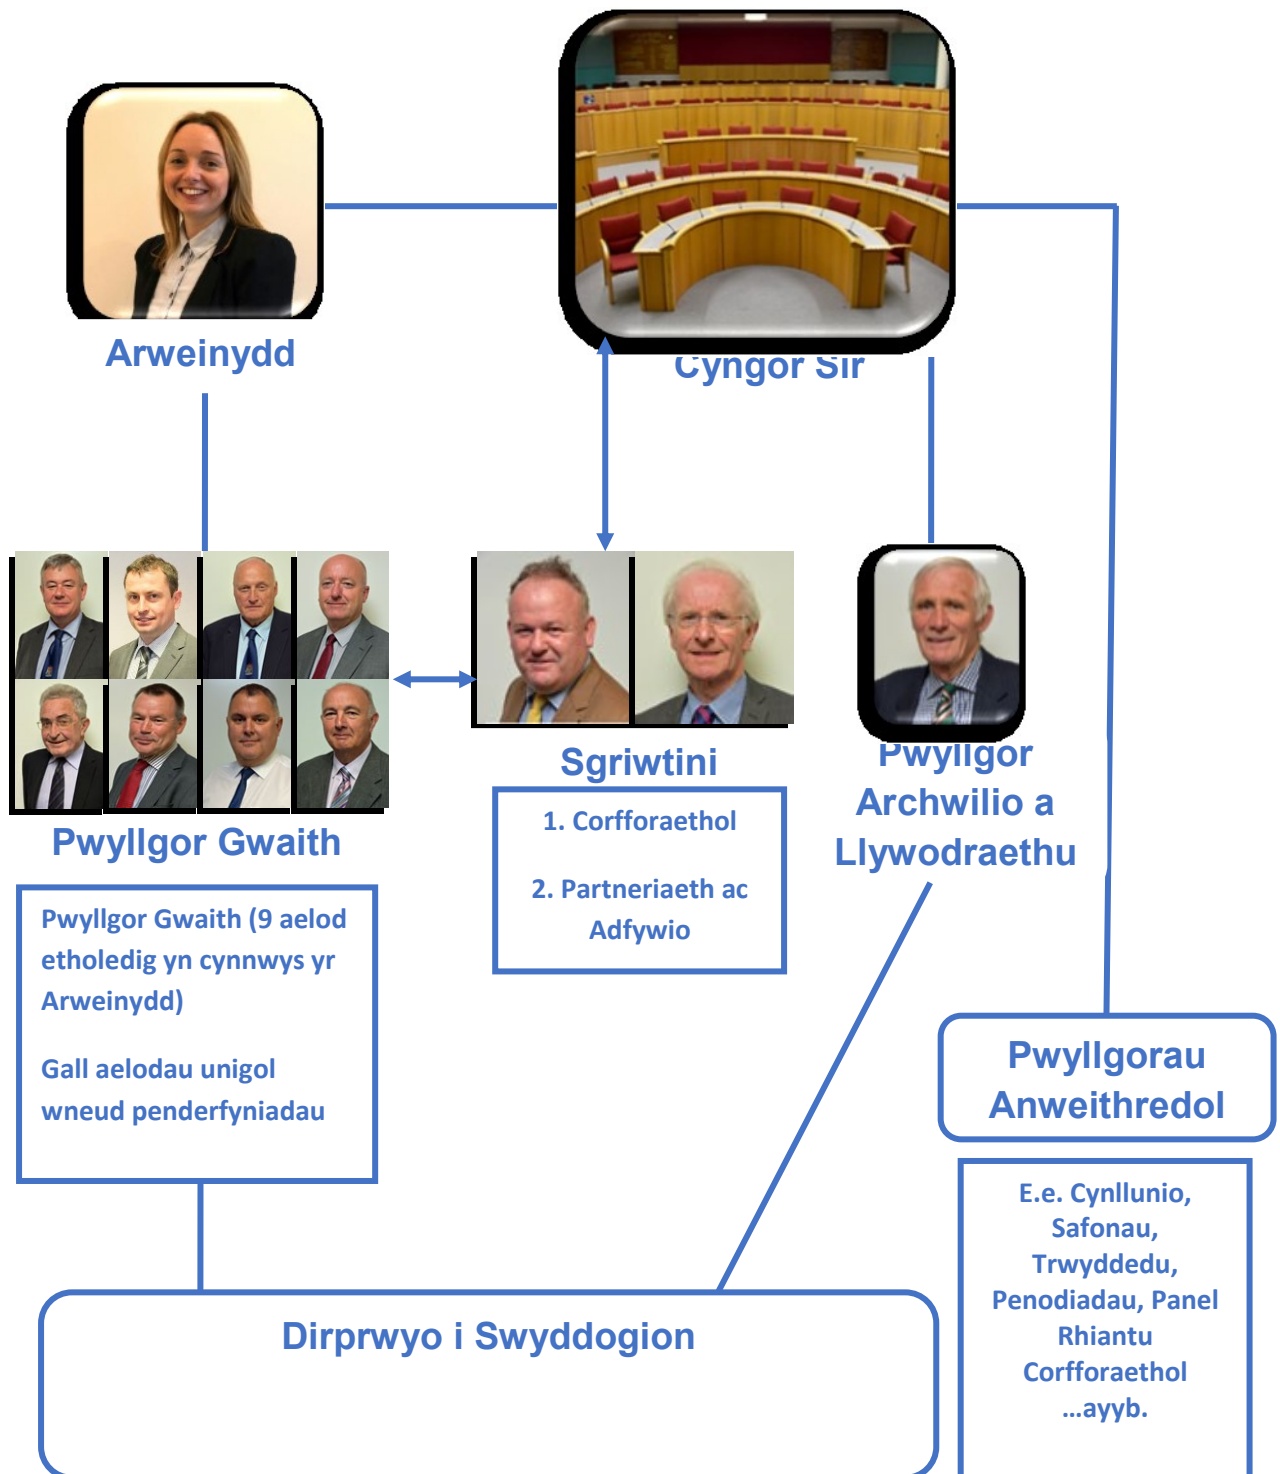 Arweinydd
Cyngor Sir
Pwyllgor Gwaith
Pwyllgor Gwaith (9 aelod
etholedig yn cynnwys yr
Arweinydd)
Gall aelodau unigol
wneud penderfyniadau
Sgriwtini
1. Corfforaethol
2. Partneriaeth ac
Adfywio
Pwyllgor
Archwilio a
Llywodraethu
Pwyllgorau
Anweithredol
E.e. Cynllunio,
Safonau,
Trwyddedu,
Penodiadau, Panel
Rhiantu
Corfforaethol
...ayyb.
Dirprwyo i Swyddogion